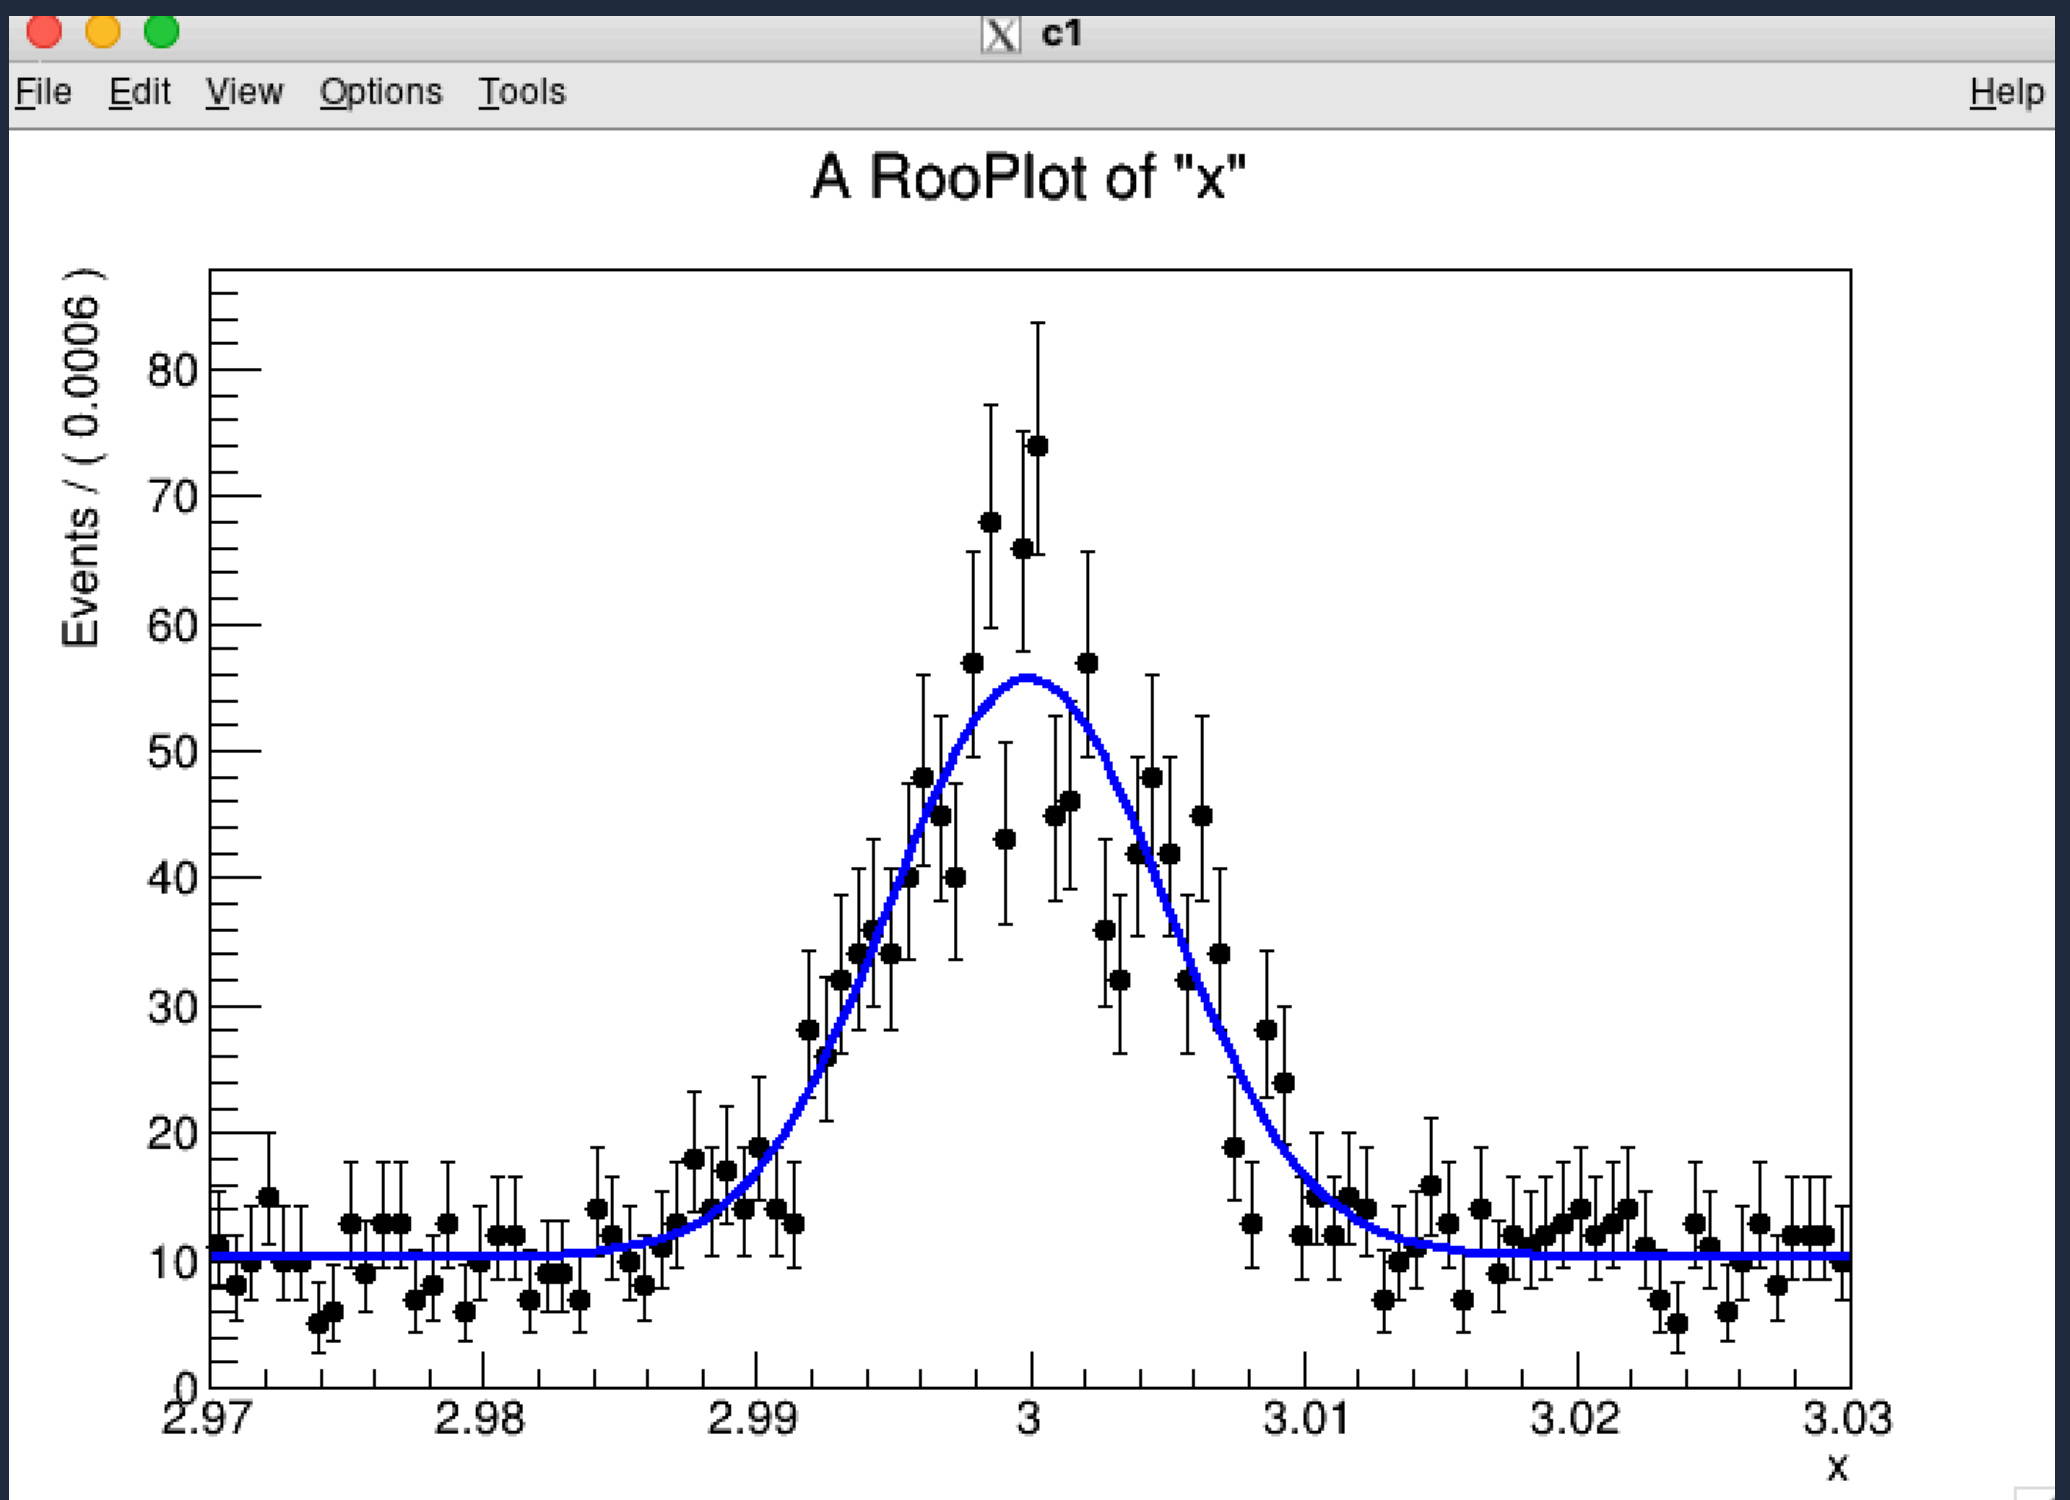 c1
File Edit View Options Tools Help
A RooPlot of "x"
Events / ( 0.0006 )
80
70
60
50
40
30
20
10
0
2.97 2.98 2.99 3 3.01 3.02 3.03
x